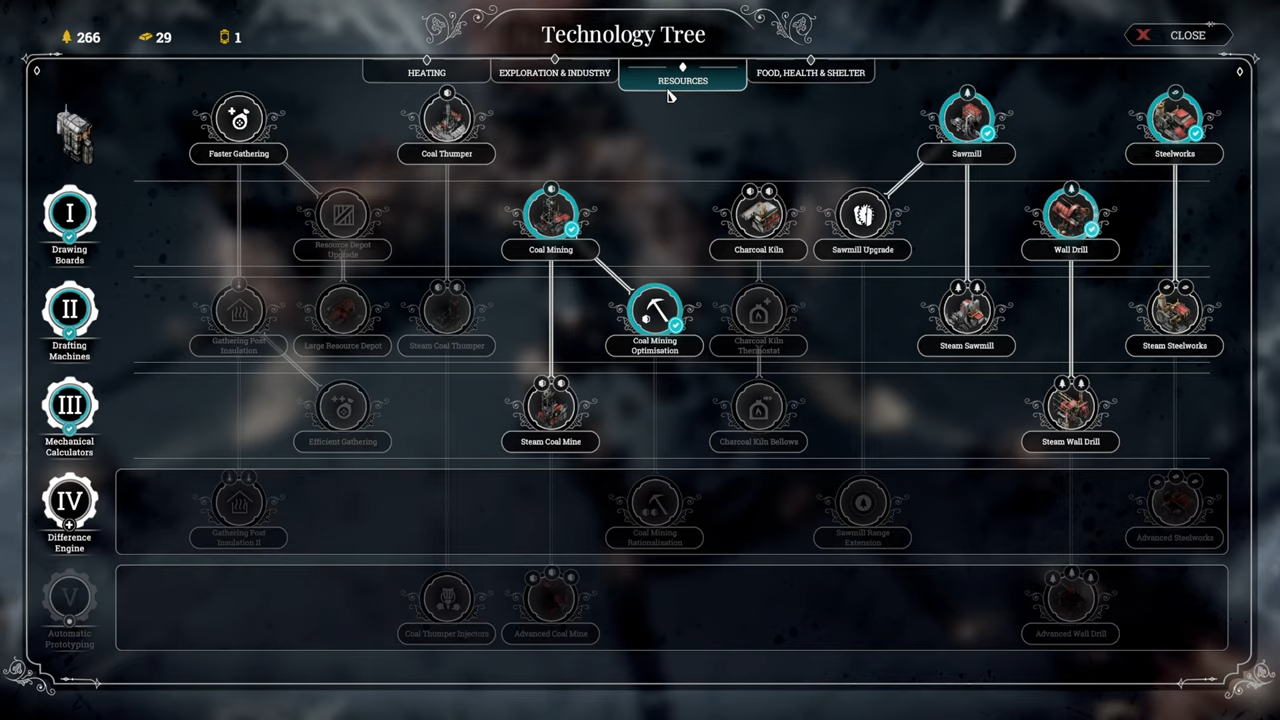 266
29
1
Technology Tree
CLOSE
HEATING
EXPLORATION & INDUSTRY
RESOURCES
FOOD, HEALTH & SHELTER
Faster Gathering
Coal Thumper
Sawmill
Steelworks
I
Drawing
Boards
Resource Depot
Upgrade
Coal Mining
Charcoal Kiln
Sawmill Upgrade
Wall Drill
II
Drafting
Machines
Gathering Post
Insulation
Large Resource Depot
Steam Coal Thumper
Coal Mining
Optimisation
Charcoal Kiln
Thermostat
Steam Sawmill
Steam Steelworks
III
Mechanical
Calculators
Efficient Gathering
Steam Coal Mine
Charcoal Kiln Bellows
Steam Wall Drill
IV
Difference
Engine
Gathering Post
Insulation II
Coal Mining
Rationalisation
Sawmill Range
Extension
Advanced Steelworks
V
Automatic
Prototyping
Coal Thumper Injectors
Advanced Coal Mine
Advanced Wall Drill